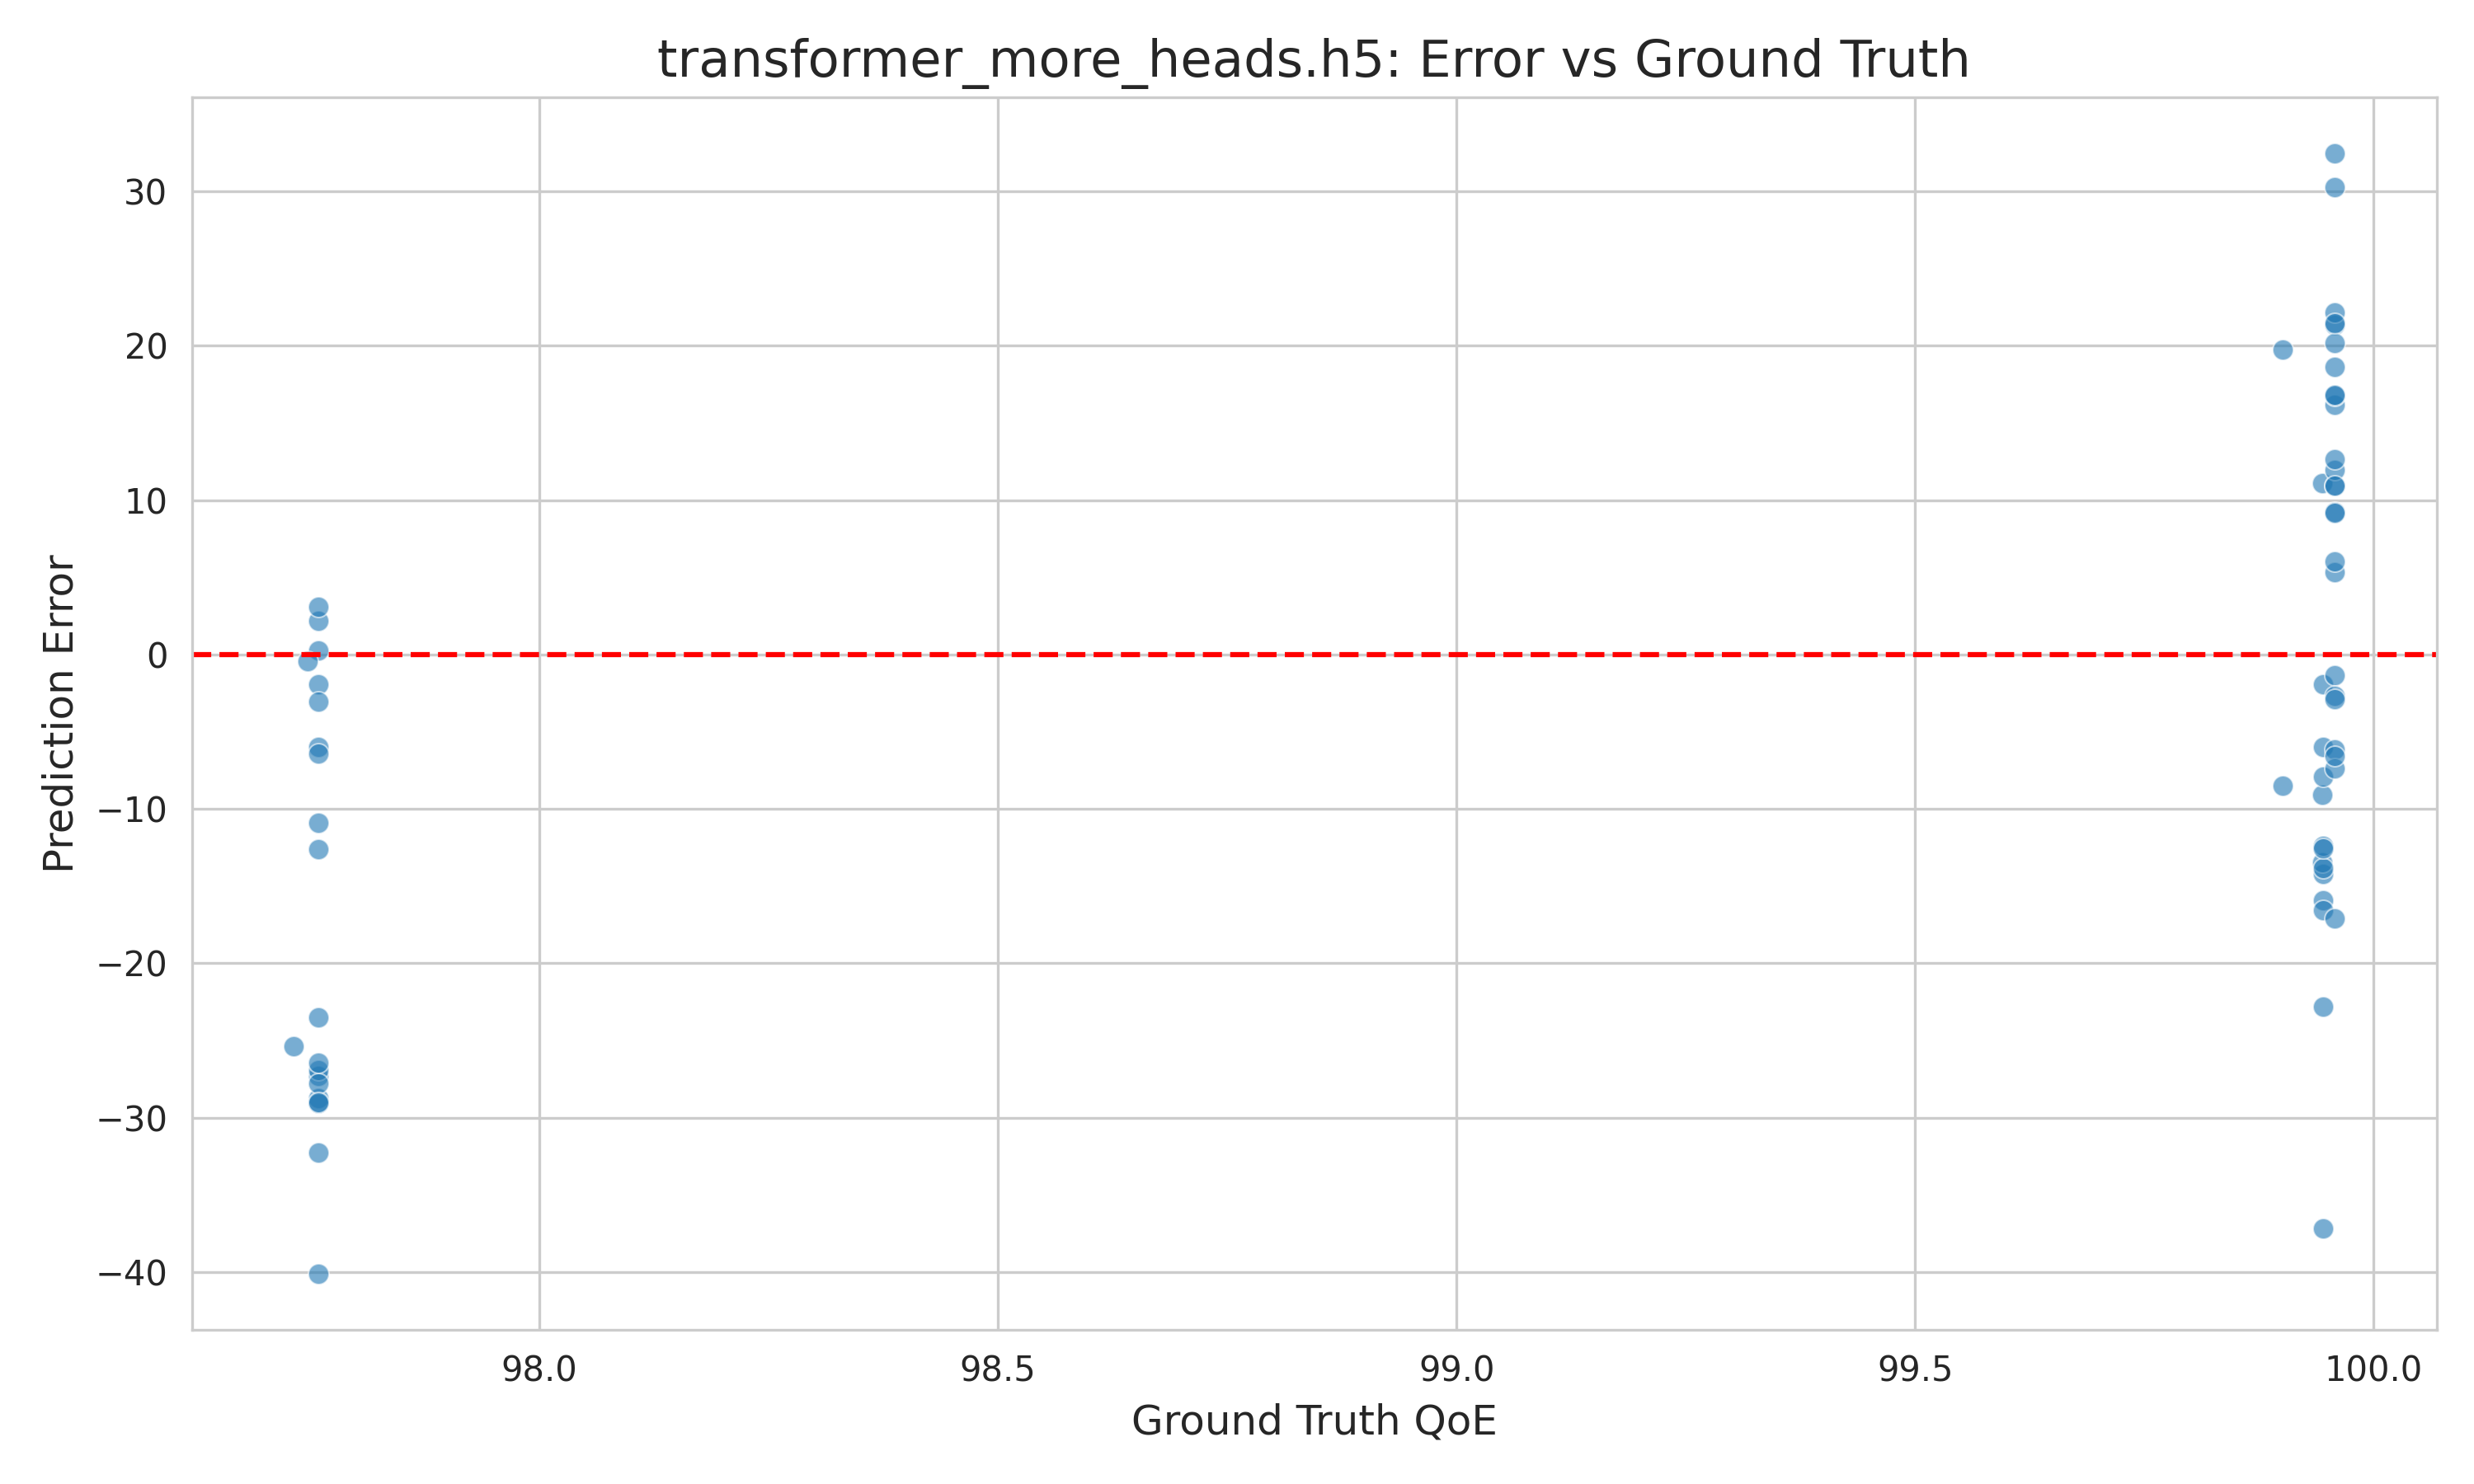 transformer_more_heads.h5: Error vs Ground Truth
Prediction Error
30
20
10
0
−10
−20
−30
−40
98.0 98.5 99.0 99.5 100.0
Ground Truth QoE